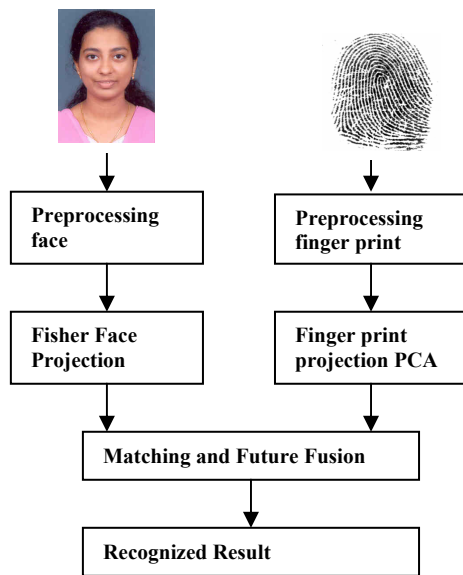 Preprocessing
face
Preprocessing
finger print
Fisher Face
Projection
Finger print
projection PCA
Matching and Future Fusion
Recognized Result